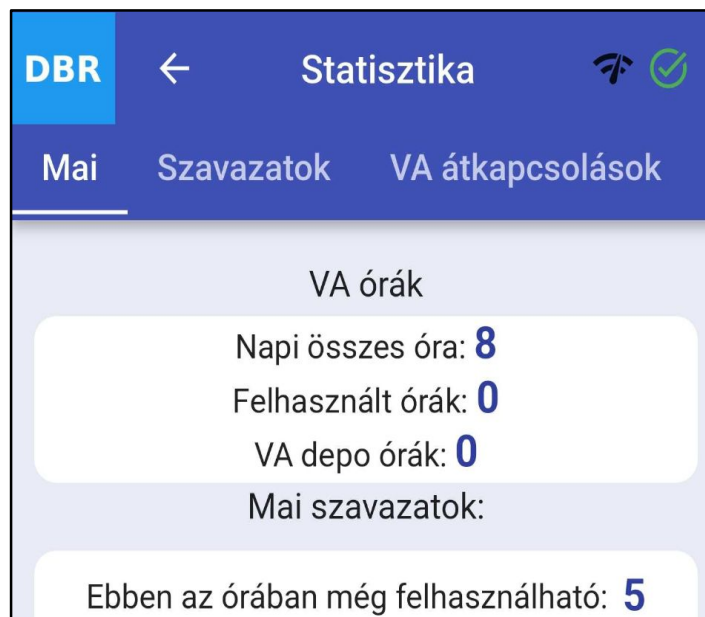 DBR
Statisztika
Mai Szavazatok VA átkapcsolások
VA órák
Napi összes óra: 8
Felhasznált órák: 0
VA depo órák: 0
Mai szavazatok:
Ebben az órában még felhasználható: 5